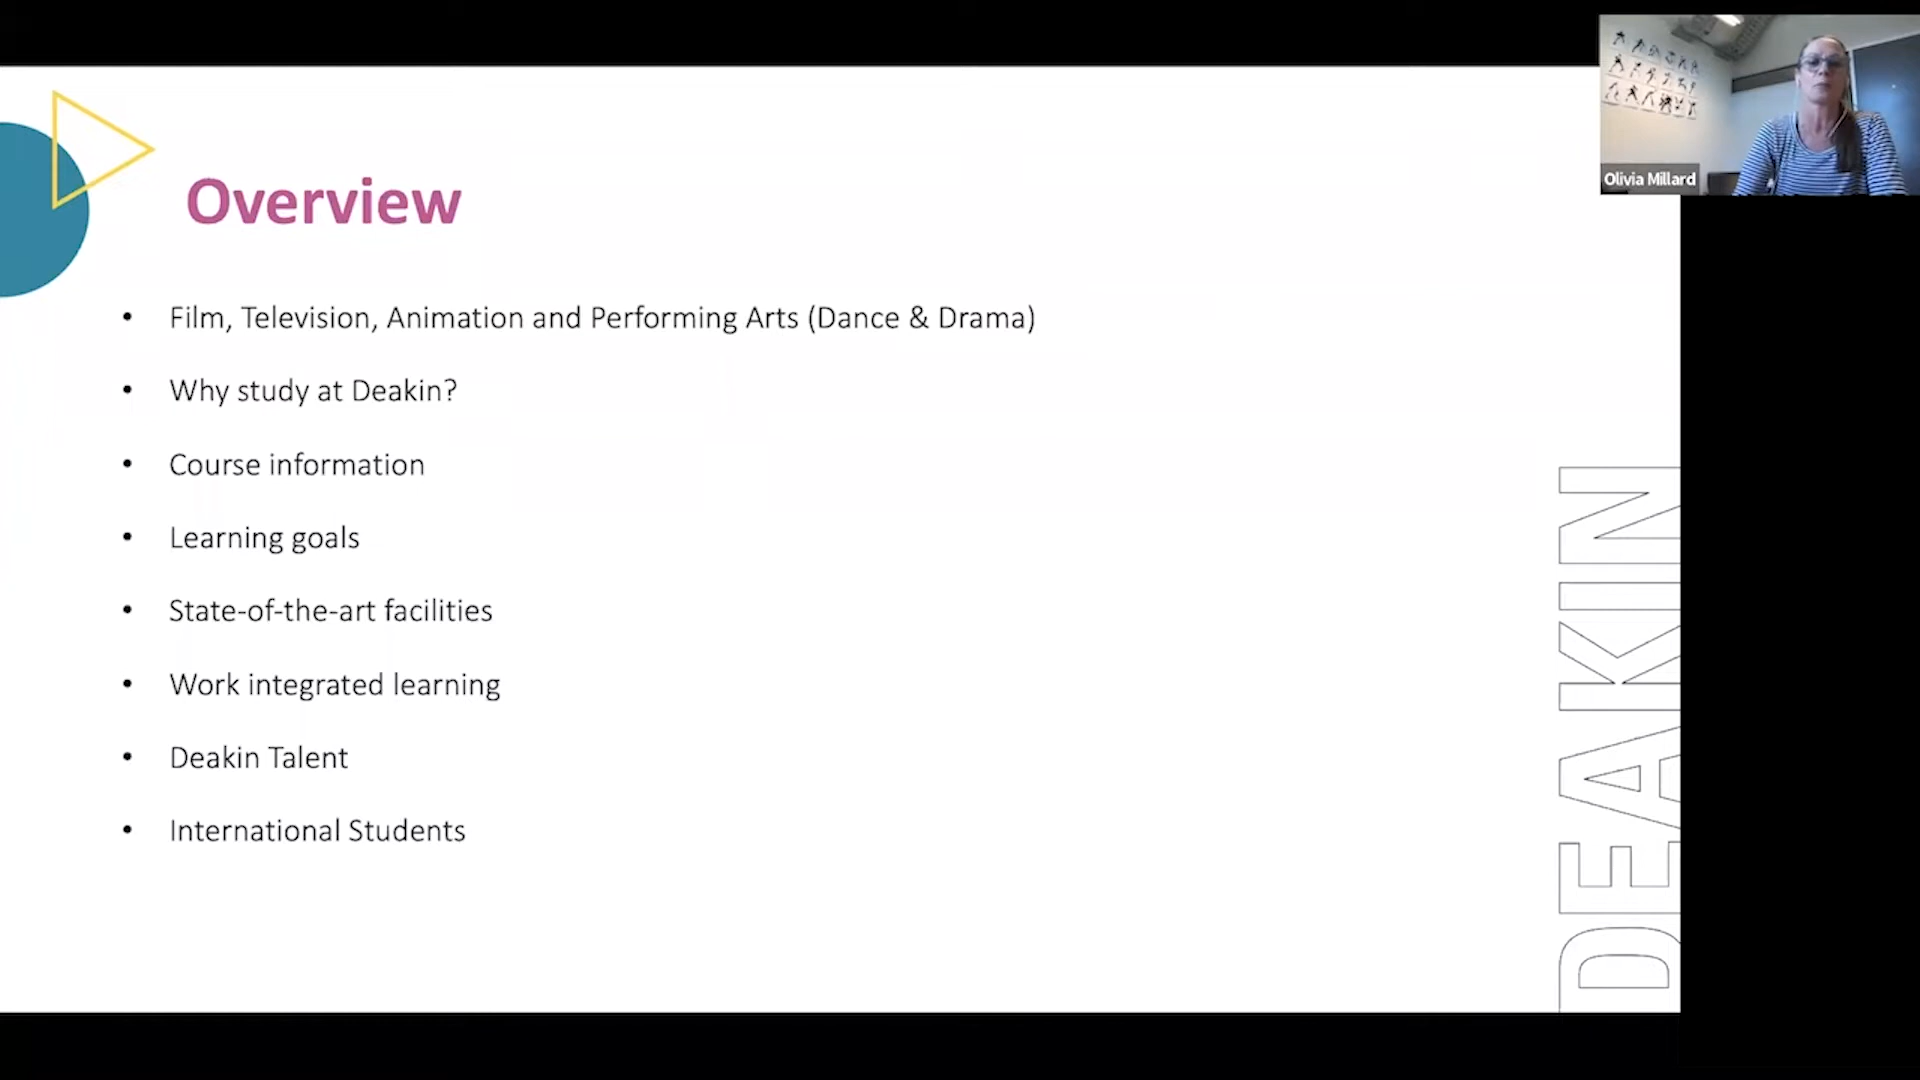 Overview
Film, Television, Animation and Performing Arts (Dance & Drama)
Why study at Deakin?
Course information
Learning goals
State-of-the-art facilities
Work integrated learning
Deakin Talent
International Students
DEAKIN
Olivia Millard